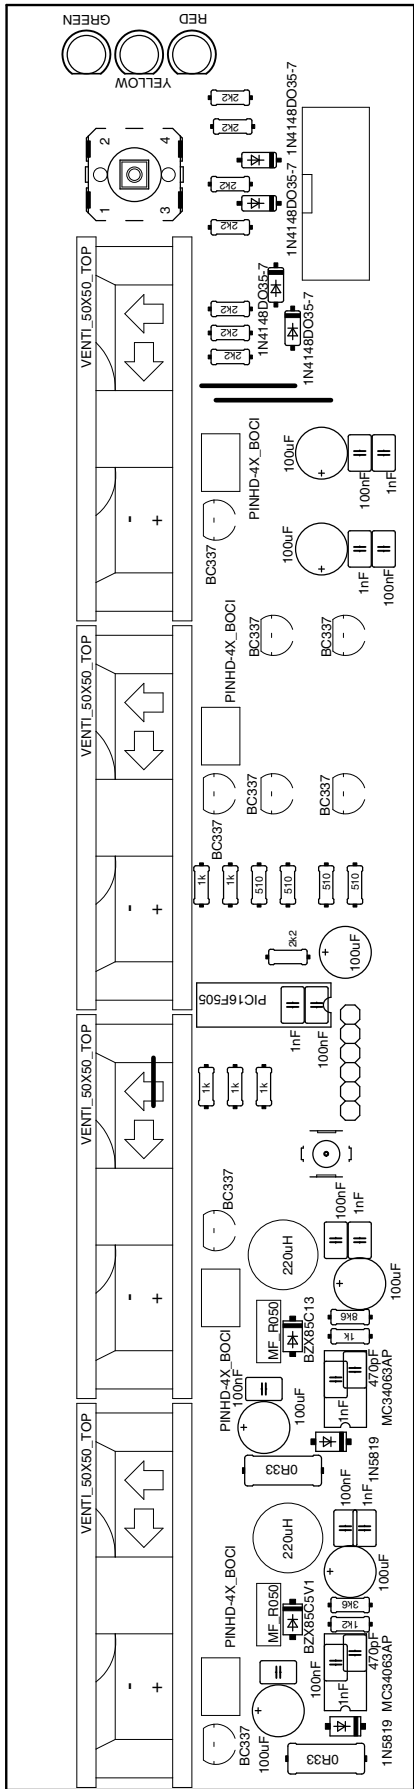 GREEN
RED
YELLOW
2
4
1
3
2k2
2k2
1N4148DO35-7
2k2
1N4148DO35-7
2k2
VENTI_50X50_TOP
1N4148DO35-7
2k2
2k2
2k2
1N4148DO35-7
-
+
PINHD-4X_BOCI
BC337
100uF
+
100nF
1nF
100uF
+
1nF
100nF
VENTI_50X50_TOP
PINHD-4X_BOCI
BC337
BC337
-
+
BC337
BC337
BC337
1k
1k
510
510
510
510
2k2
+
100uF
PIC16F505
1nF
100nF
VENTI_50X50_TOP
1k
1k
1k
-
+
BC337
PINHD-4X_BOCI
220uH
100nF
1nF
+
100uF
MF_R050
BZX85C13
8k6
1k
100nF
+
100uF
470pF
1nF
MC34063AP
0R33
1N5819
VENTI_50X50_TOP
-
+
PINHD-4X_BOCI
BC337
220uH
100nF
1nF
+
100uF
MF_R050
BZX85C5V1
3k6
1k2
100nF
+
100uF
470pF
1nF
MC34063AP
0R33
1N5819